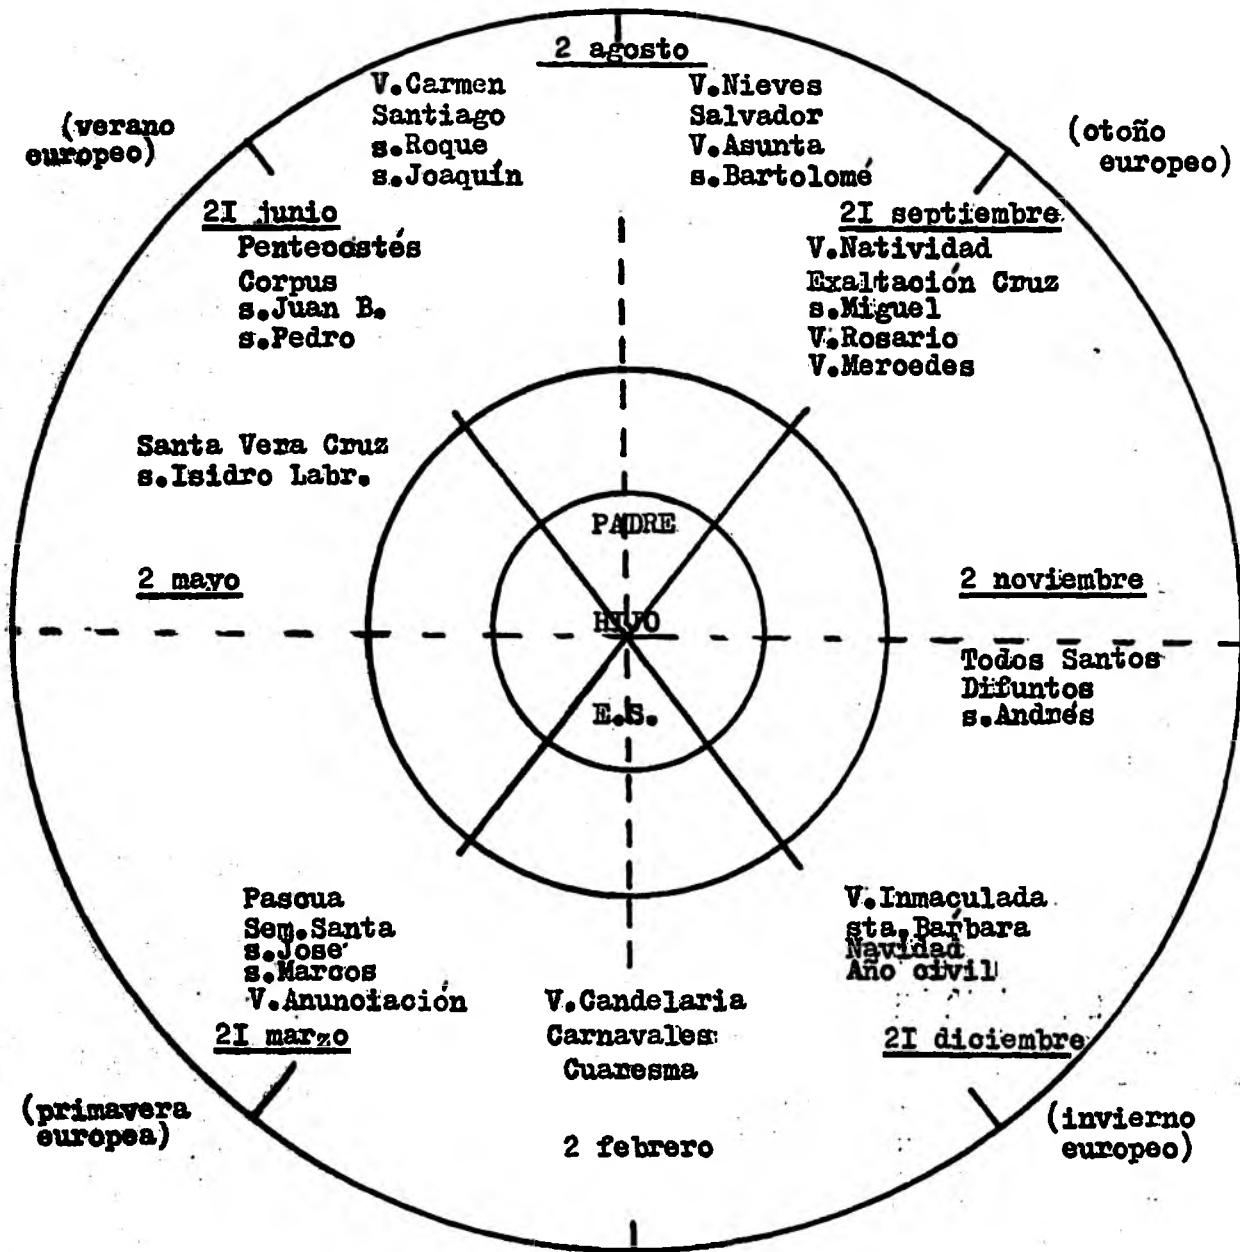 2 agosto
V.Carmen
Santiago
s.Roque
s.Joaquín
V.Nieves
Salvador
V.Asunta
s.Bartolomé
(verano
europeo)
(otoño
europeo)
2I junio
Pentecostés
Corpus
s.Juan B.
s.Pedro
2I septiembre
V.Natividad
Exaltación Cruz
s.Miguel
V.Rosario
V.Mercedes
Santa Vera Cruz
s.Isidro Labr.
2 mayo
PADRE
HIJO
E.S.
2 noviembre
Todos Santos
Difuntos
s.Andrés
Pascua
Sem.Santa
s.José
s.Marcos
V.Anunciación
2I marzo
V.Candelaria
Carnavales
Cuaresma
2 febrero
V.Inmaculada
sta.Bárbara
Navidad
Año civil
2I diciembre
(primavera
europea)
(invierno
europeo)